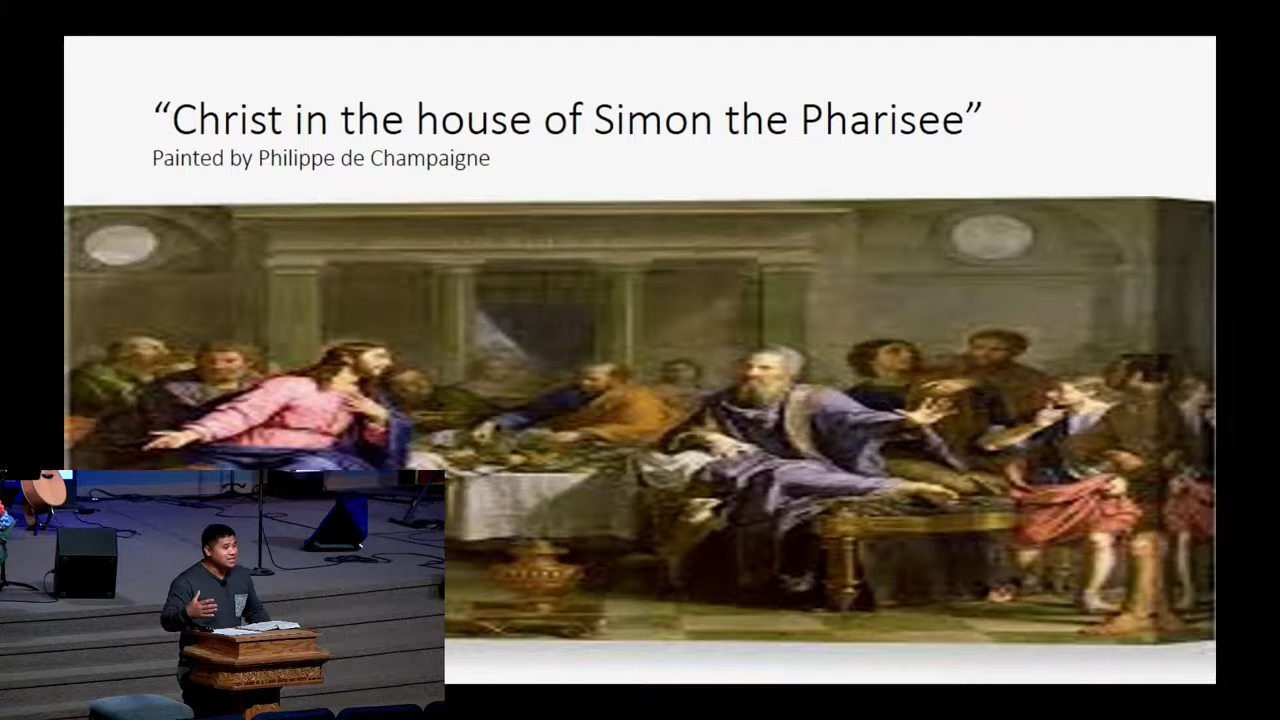 “Christ in the house of Simon the Pharisee”
Painted by Philippe de Champaigne